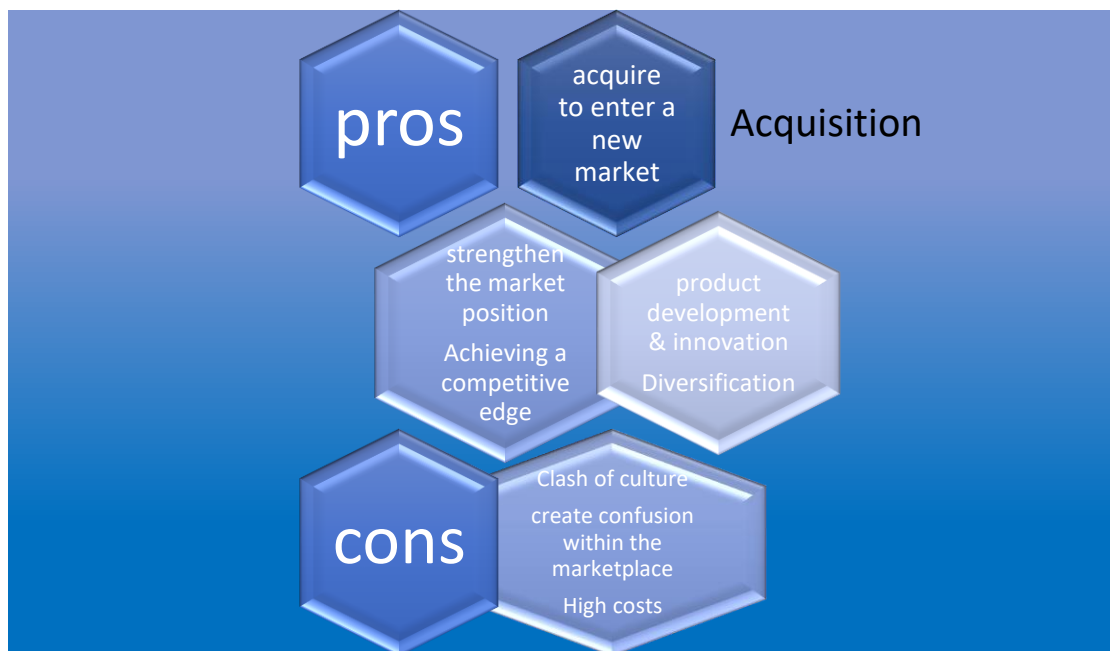 pros
acquire
to enter a
new
market
Acquisition
strengthen
the market
position
Achieving a
competitive
edge
product
development
& innovation
Diversification
cons
Clash of culture
create confusion
within the
marketplace
High costs